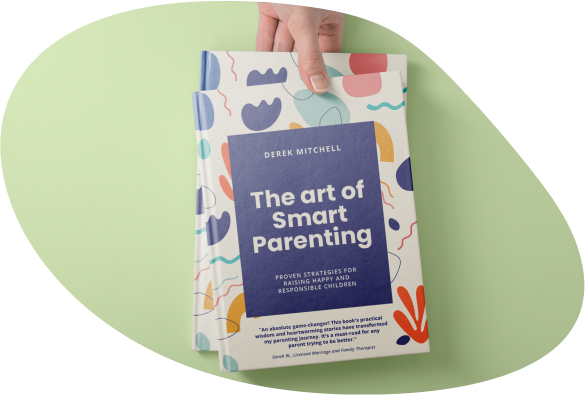 DEREK MITCHELL
The art of
Smart
Parenting
PROVEN STRATEGIES FOR
RAISING HAPPY AND
RESPONSIBLE CHILDREN
"An absolute game-changer! This book's practical
wisdom and heartwarming stories have transformed
my parenting journey. It's a must-read for any
parent trying to be better."
Sarah W., Licensed Marriage and Family Therapist